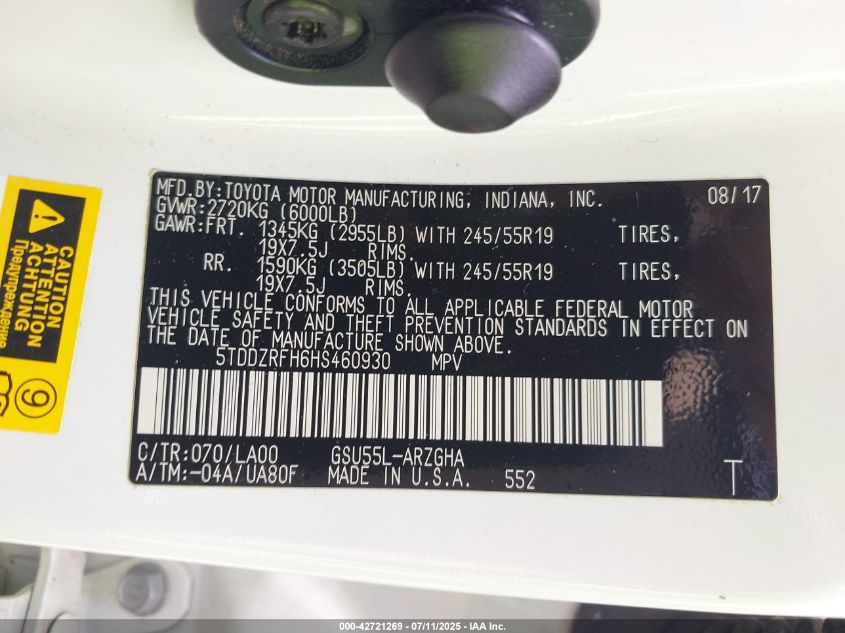 MFD.BY:TOYOTA MOTOR MANUFACTURING, INDIANA, INC. 08/17
GVWR:2720KG (6000LB)
GAWR:FRT. 1345KG (2955LB) WITH 245/55R19 TIRES,
19X7.5J RIMS.
RR. 1590KG (3505LB) WITH 245/55R19 TIRES,
19X7.5J RIMS.
THIS VEHICLE CONFORMS TO ALL APPLICABLE FEDERAL MOTOR
VEHICLE SAFETY AND THEFT PREVENTION STANDARDS IN EFFECT ON
THE DATE OF MANUFACTURE SHOWN ABOVE.
5TDDZRFH6HS460930 MPV
C/TR:070/LA00 GSU55L-ARZGHA
A/TM:-04A/UA80F MADE IN U.S.A. 552 T
CAUTION
ATTENTION
ACHTUNG
Предупреждение
9
000-42721269 - 07/11/2025 - IAA Inc.